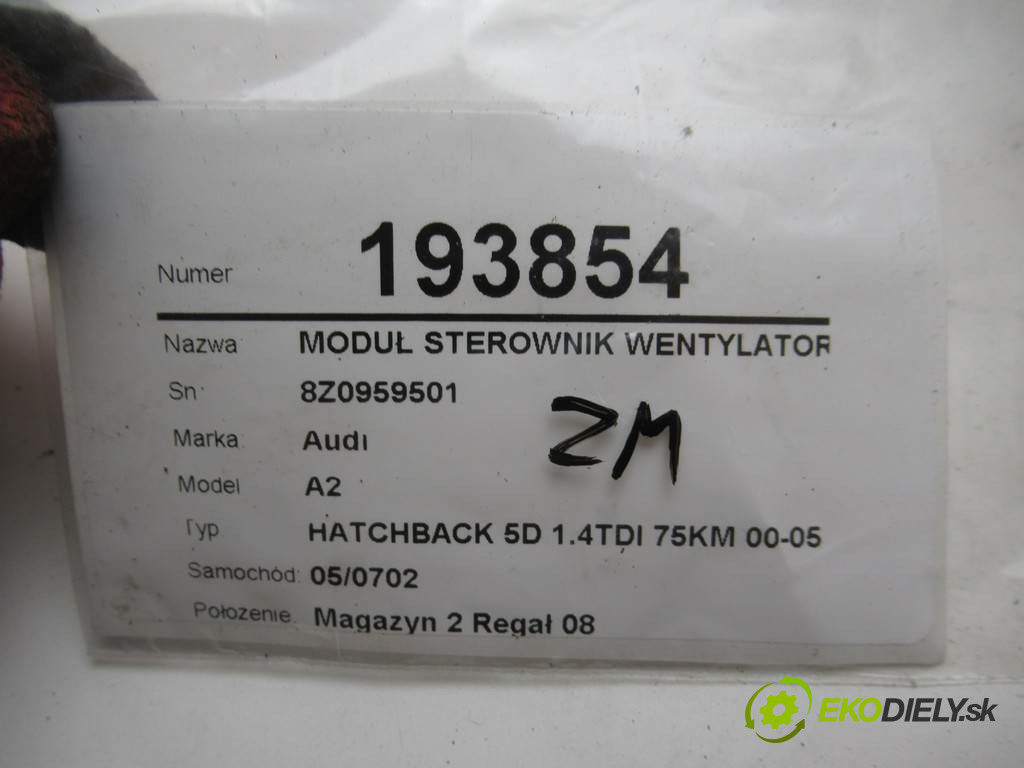 Numer 193854
Nazwa MODUŁ STEROWNIK WENTYLATOR
Sn: 8Z0959501
ZM
Marka: Audi
Model A2
Typ HATCHBACK 5D 1.4TDI 75KM 00-05
Samochód: 05/0702
Położenie. Magazyn 2 Regał 08
EKODIELY.sk